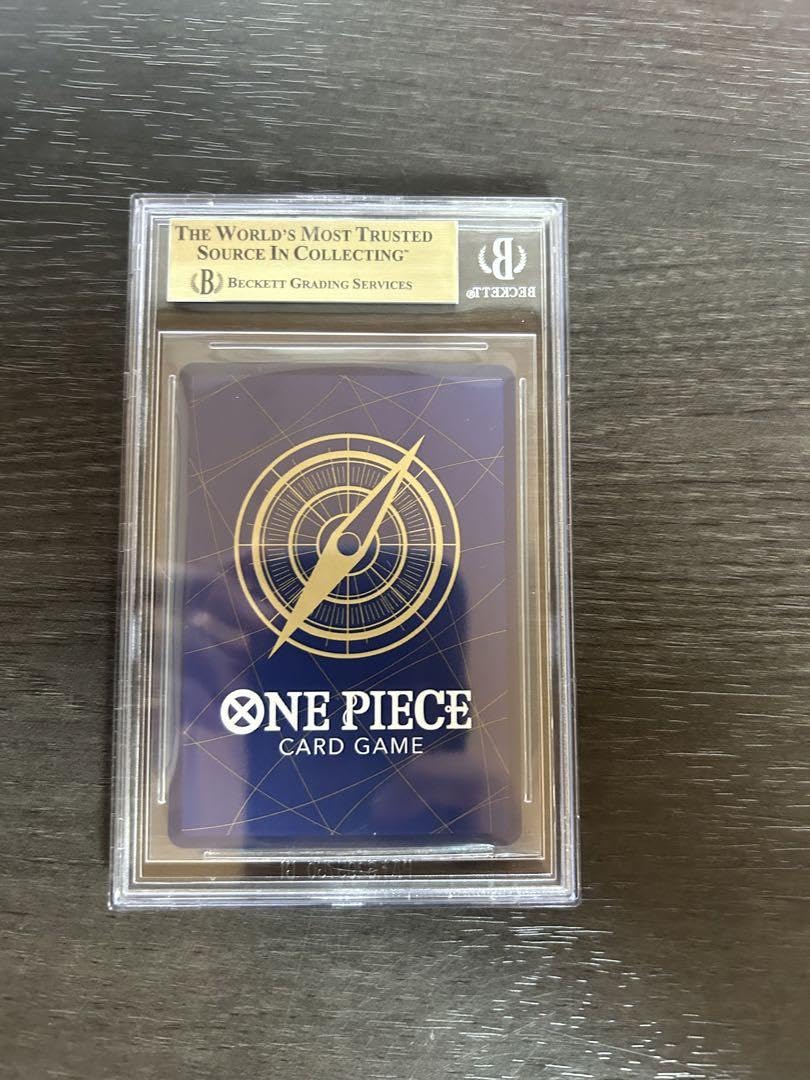 THE WORLD'S MOST TRUSTED
SOURCE IN COLLECTING™
B BECKETT GRADING SERVICES
B
BECKETT®
ONE PIECE
CARD GAME